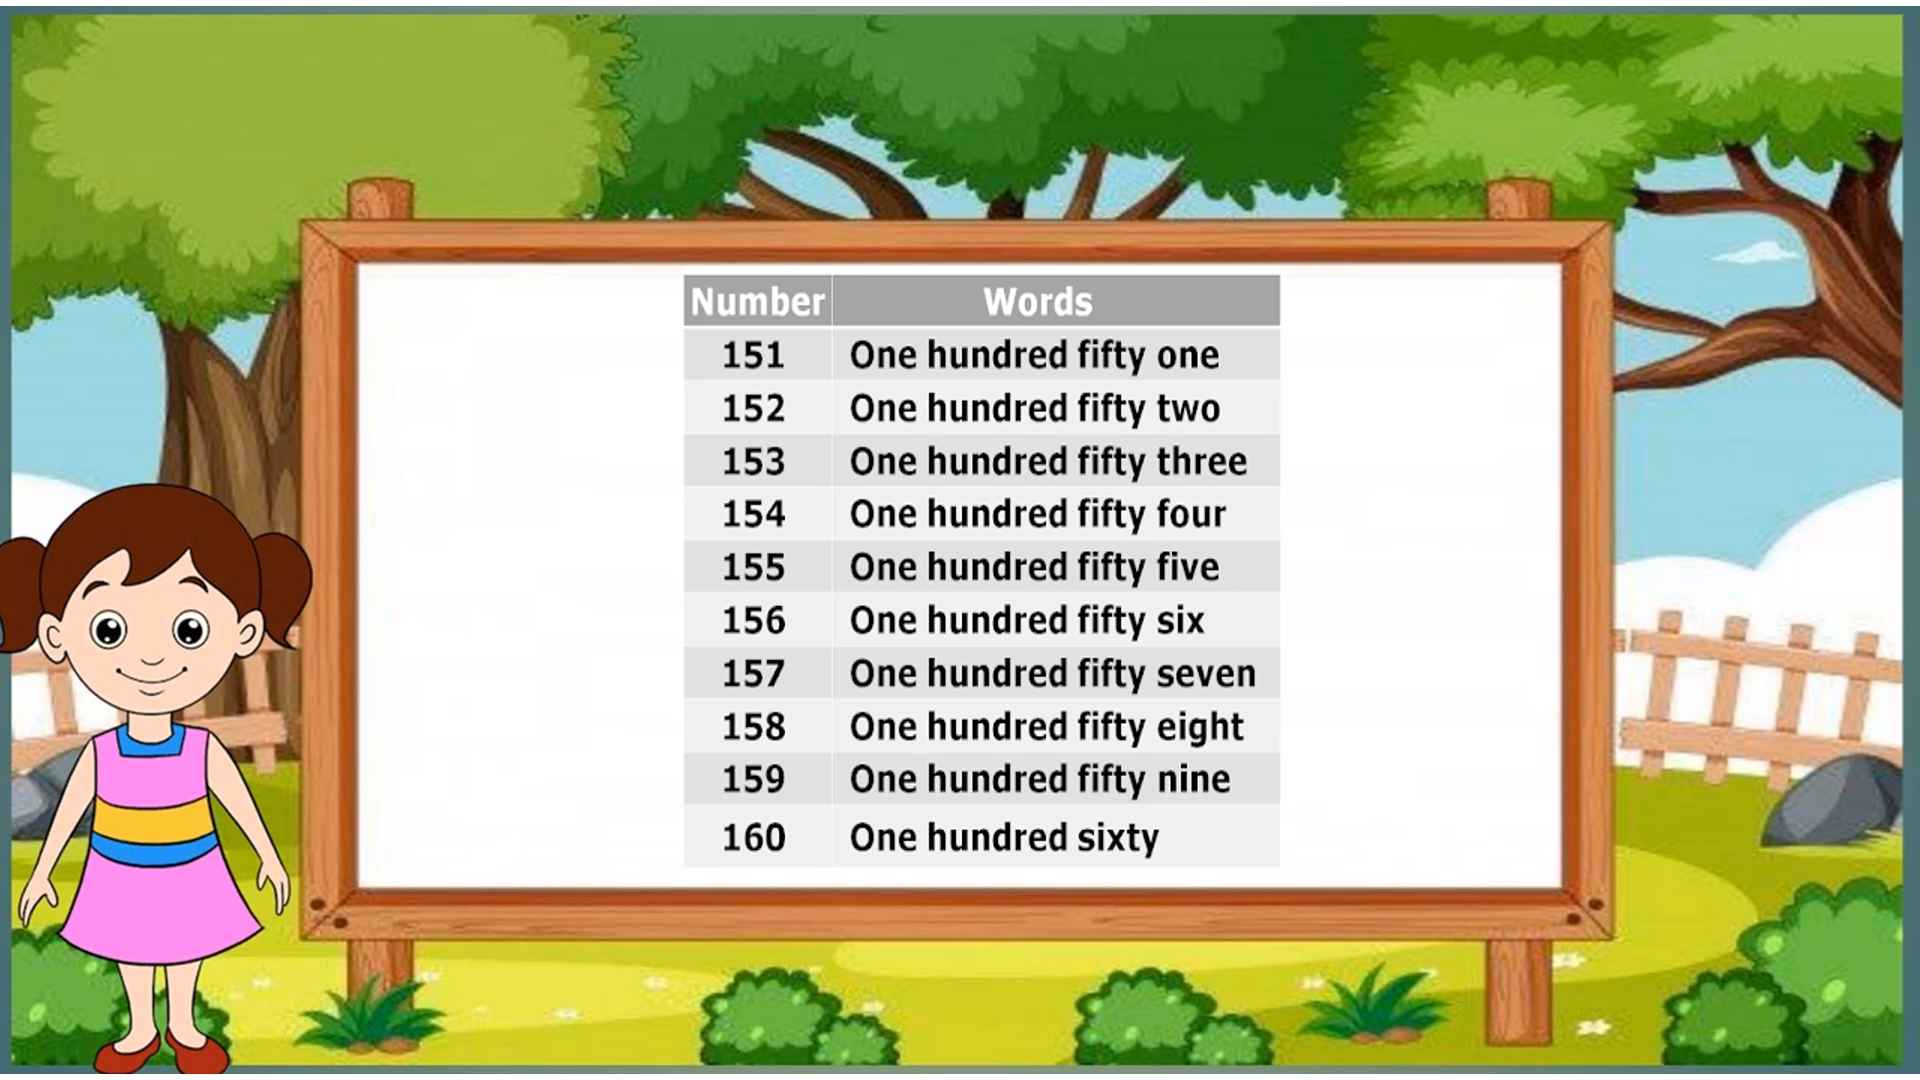 Number Words
151 One hundred fifty one
152 One hundred fifty two
153 One hundred fifty three
154 One hundred fifty four
155 One hundred fifty five
156 One hundred fifty six
157 One hundred fifty seven
158 One hundred fifty eight
159 One hundred fifty nine
160 One hundred sixty